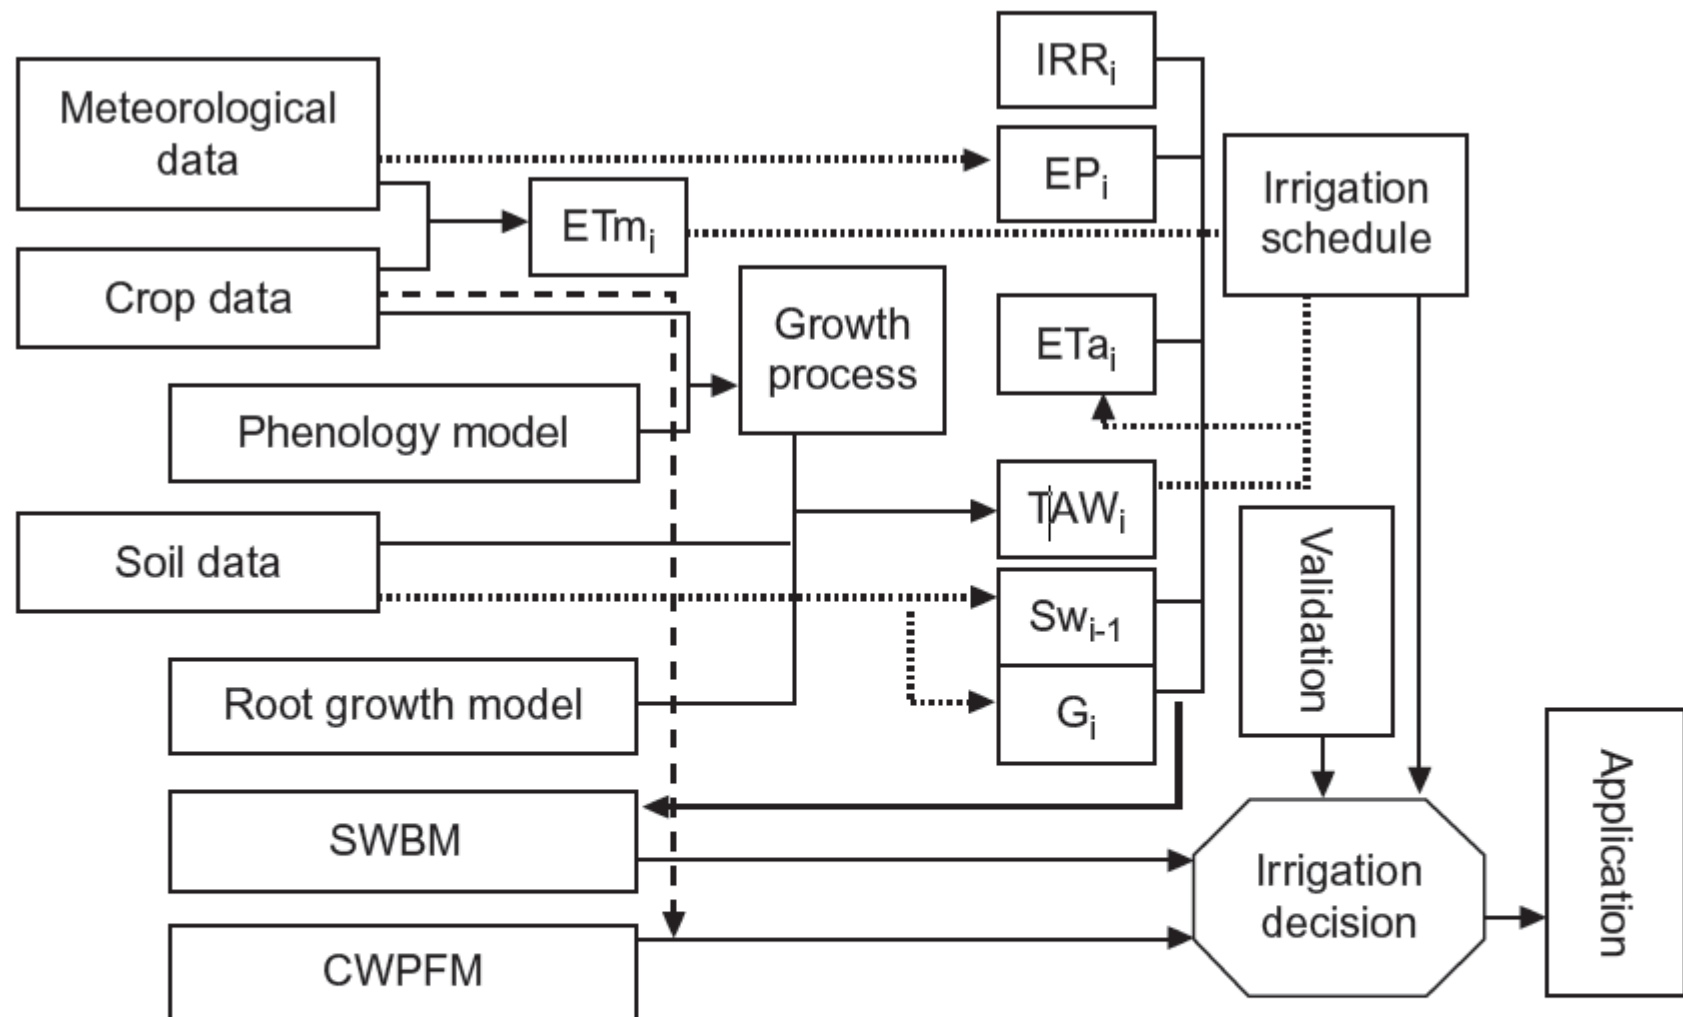 Meteorological
data
Crop data
Phenology model
Soil data
Root growth model
SWBM
CWPFM
ETmᵢ
Growth
process
IRRᵢ
EPᵢ
ETaᵢ
TAWᵢ
Swᵢ₋₁
Gᵢ
Irrigation
schedule
Validation
Irrigation
decision
Application